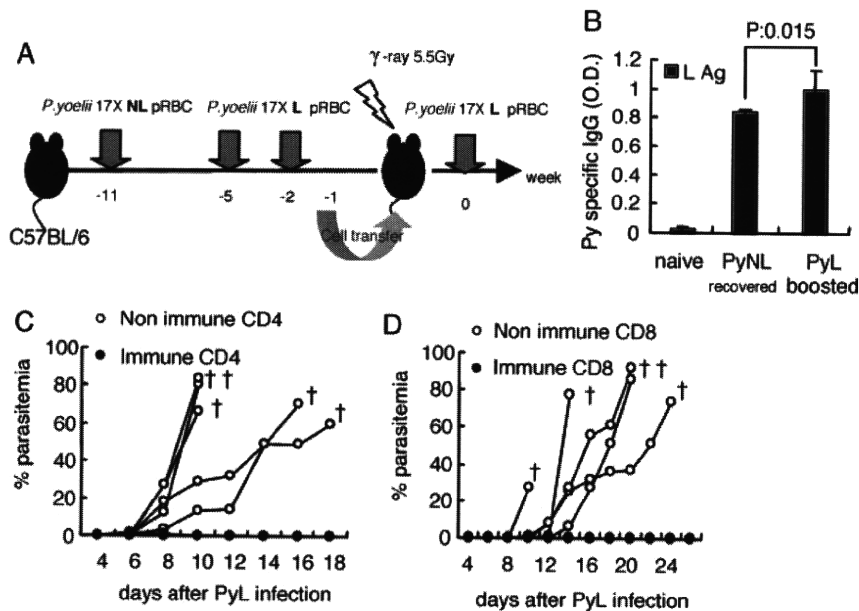 A
γ-ray 5.5Gy
P.yoelii 17X NL pRBC
P.yoelii 17X L pRBC
P.yoelii 17X L pRBC
week
-11
-5
-2
-1
0
C57BL/6
Cell transfer
B
P:0.015
Py specific IgG (O.D.)
1.2
1
0.8
0.6
0.4
0.2
0
L Ag
naive
PyNL
recovered
PyL
boosted
C
Non immune CD4
Immune CD4
% parasitemia
100
80
60
40
20
0
† †
†
†
†
4 6 8 10 12 14 16 18
days after PyL infection
D
Non immune CD8
Immune CD8
% parasitemia
100
80
60
40
20
0
†
†
† †
†
4 8 12 16 20 24
days after PyL infection